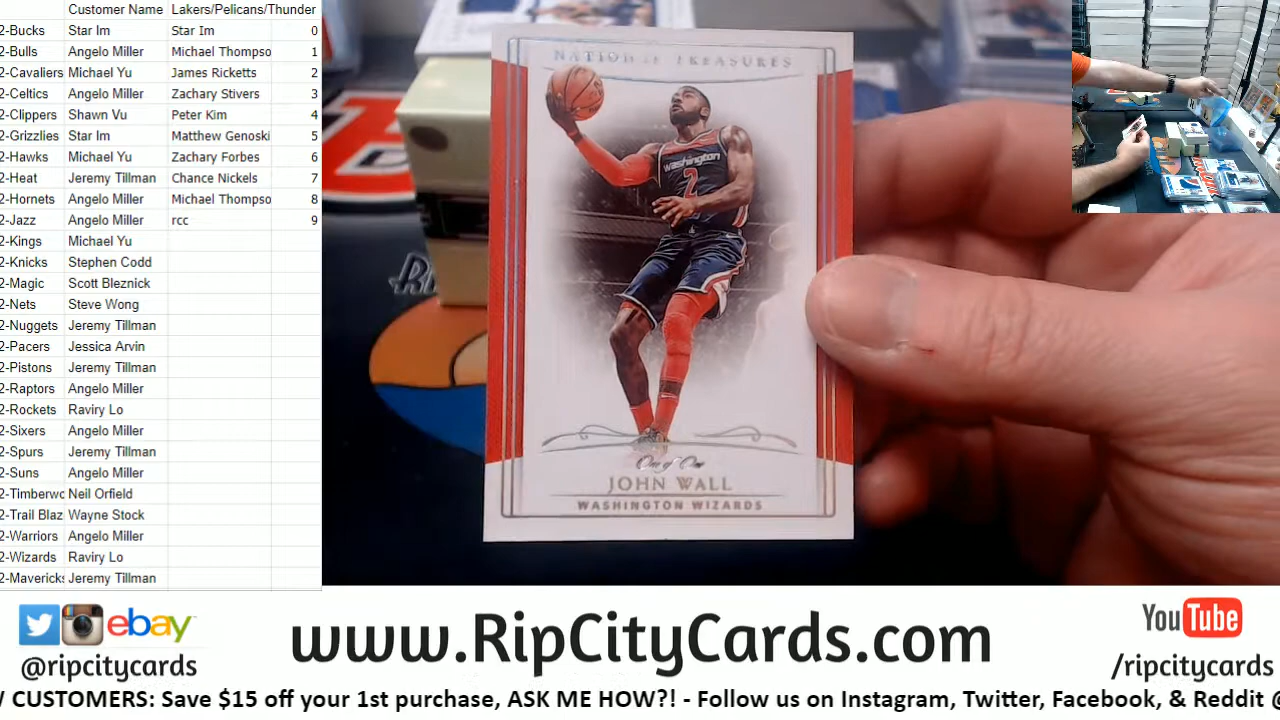 Customer Name Lakers/Pelicans/Thunder
2-Bucks Star Im Star Im 0
2-Bulls Angelo Miller Michael Thompso 1
2-Cavaliers Michael Yu James Ricketts 2
2-Celtics Angelo Miller Zachary Stivers 3
2-Clippers Shawn Vu Peter Kim 4
2-Grizzlies Star Im Matthew Genoski 5
2-Hawks Michael Yu Zachary Forbes 6
2-Heat Jeremy Tillman Chance Nickels 7
2-Hornets Angelo Miller Michael Thompso 8
2-Jazz Angelo Miller rcc 9
2-Kings Michael Yu
2-Knicks Stephen Codd
2-Magic Scott Bleznick
2-Nets Steve Wong
2-Nuggets Jeremy Tillman
2-Pacers Jessica Arvin
2-Pistons Jeremy Tillman
2-Raptors Angelo Miller
2-Rockets Raviry Lo
2-Sixers Angelo Miller
2-Spurs Jeremy Tillman
2-Suns Angelo Miller
2-Timberwo Neil Orfield
2-Trail Blaz Wayne Stock
2-Warriors Angelo Miller
2-Wizards Raviry Lo
2-Mavericks Jeremy Tillman
NATIONAL TREASURES
Washington
2
One of One
JOHN WALL
WASHINGTON WIZARDS
ebay
@ripcitycards
www.RipCityCards.com
YouTube
/ripcitycards
W CUSTOMERS: Save $15 off your 1st purchase, ASK ME HOW?! - Follow us on Instagram, Twitter, Facebook, & Reddit @